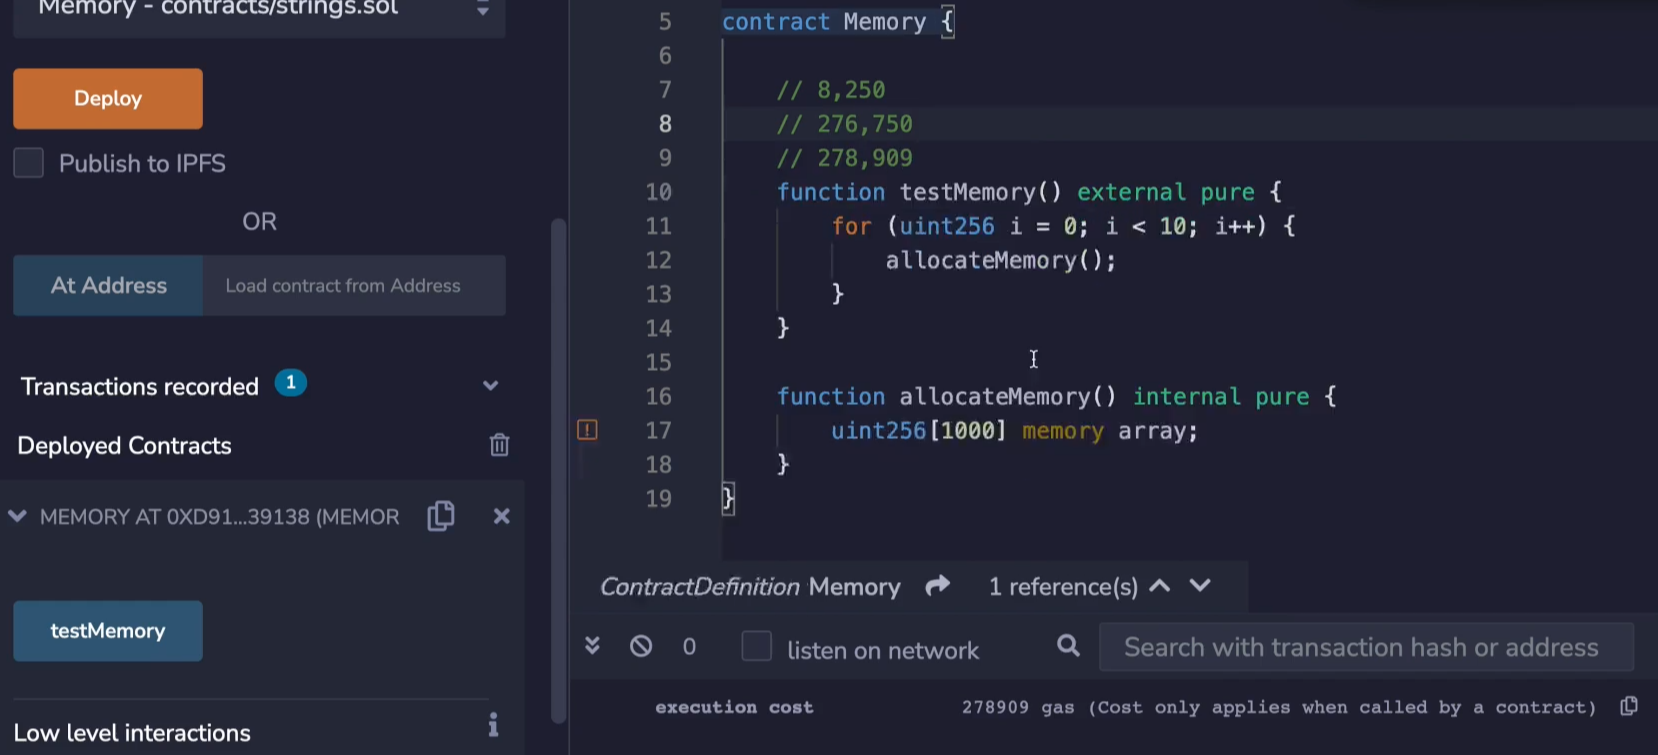 Memory - contracts/strings.sol
Deploy
Publish to IPFS
OR
At Address
Load contract from Address
Transactions recorded 1
Deployed Contracts
MEMORY AT 0XD91...39138 (MEMOR
testMemory
Low level interactions
5 contract Memory {
6
7 // 8,250
8 // 276,750
9 // 278,909
10 function testMemory() external pure {
11 for (uint256 i = 0; i < 10; i++) {
12 allocateMemory();
13 }
14 }
15
16 function allocateMemory() internal pure {
17 uint256[1000] memory array;
18 }
19 }
ContractDefinition Memory 1 reference(s)
0 listen on network Search with transaction hash or address
execution cost 278909 gas (Cost only applies when called by a contract)